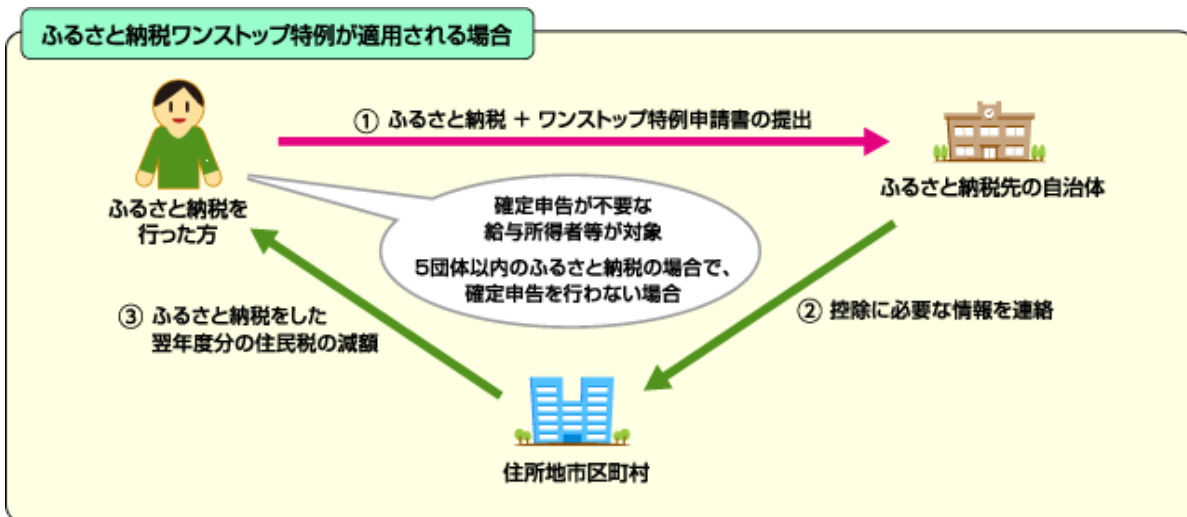 ふるさと納税ワンストップ特例が適用される場合
① ふるさと納税 + ワンストップ特例申請書の提出
ふるさと納税を
行った方
ふるさと納税先の自治体
確定申告が不要な
給与所得者等が対象
5団体以内のふるさと納税の場合で、
確定申告を行わない場合
② 控除に必要な情報を連絡
③ ふるさと納税をした
翌年度分の住民税の減額
住所地市区町村